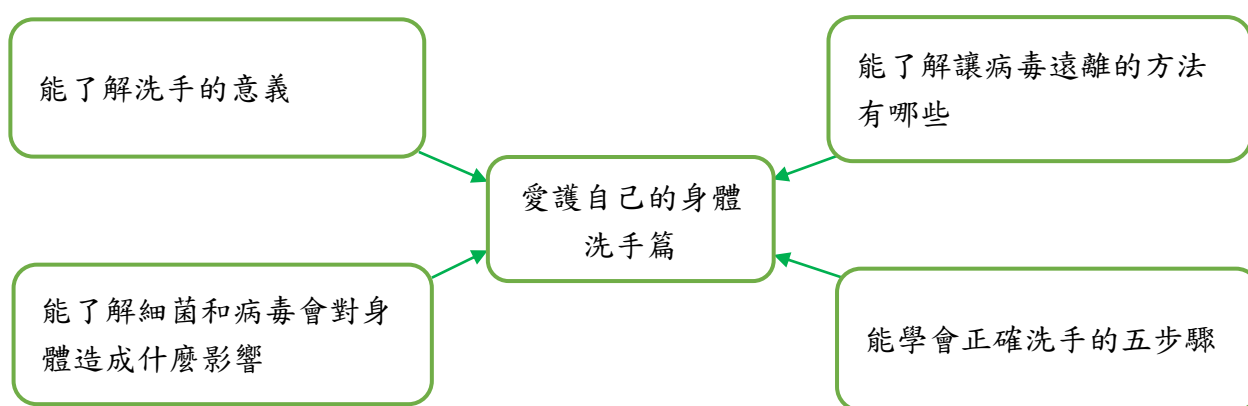 能了解洗手的意義
能了解讓病毒遠離的方法
有哪些
愛護自己的身體
洗手篇
能了解細菌和病毒會對身
體造成什麼影響
能學會正確洗手的五步驟